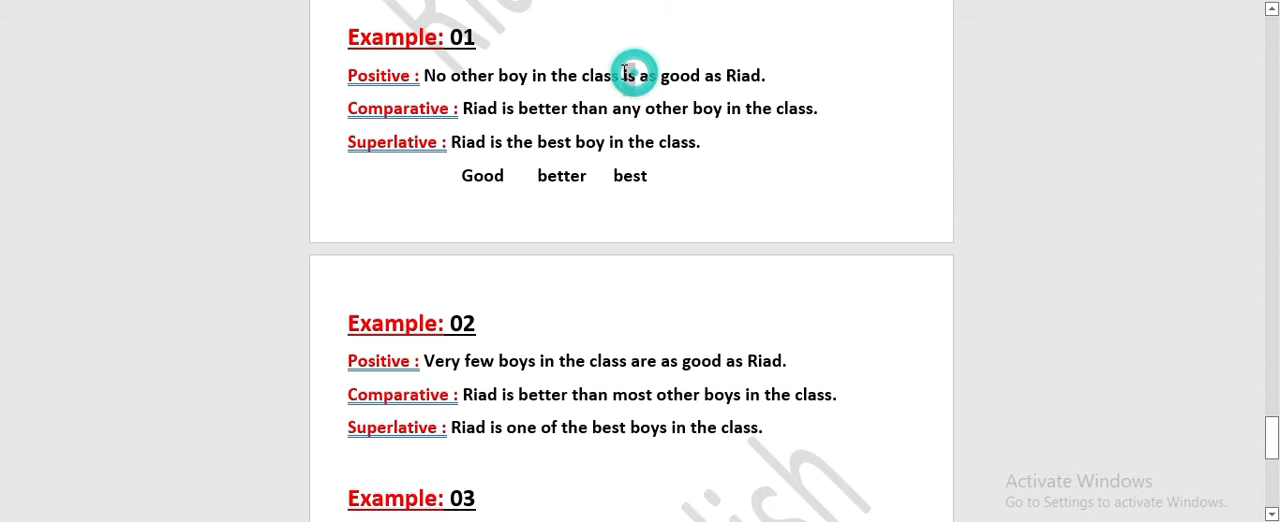 Example: 01
Positive : No other boy in the class is as good as Riad.
Comparative : Riad is better than any other boy in the class.
Superlative : Riad is the best boy in the class.
Good better best
Example: 02
Positive : Very few boys in the class are as good as Riad.
Comparative : Riad is better than most other boys in the class.
Superlative : Riad is one of the best boys in the class.
Example: 03
Activate Windows
Go to Settings to activate Windows.